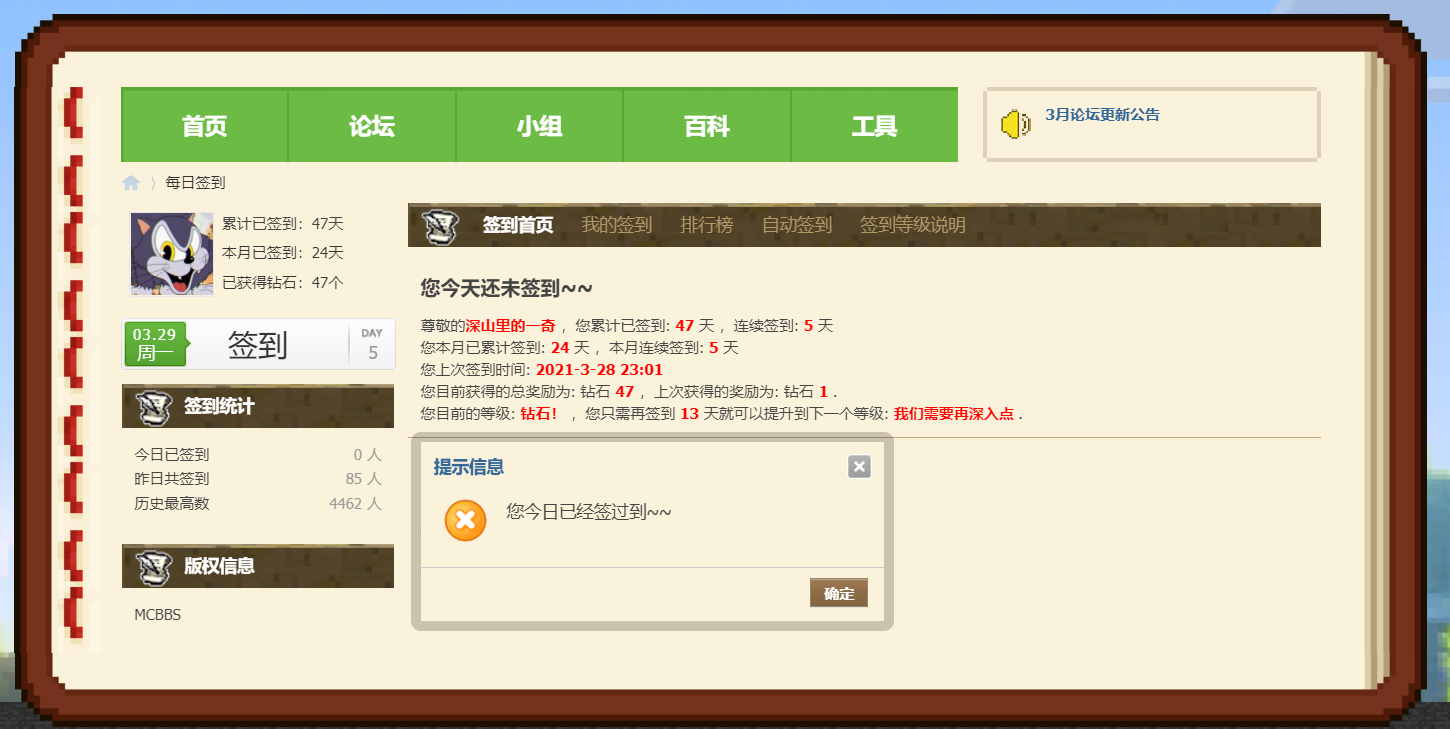 首页 论坛 小组 百科 工具
3月论坛更新公告
每日签到
累计已签到：47天
本月已签到：24天
已获得钻石：47个
03.29
周一
签到
DAY
5
签到统计
今日已签到 0 人
昨日共签到 85 人
历史最高数 4462 人
版权信息
MCBBS
签到首页 我的签到 排行榜 自动签到 签到等级说明
您今天还未签到~~
尊敬的深山里的一奇 ，您累计已签到: 47 天 ，连续签到: 5 天
您本月已累计签到: 24 天 ，本月连续签到: 5 天
您上次签到时间: 2021-3-28 23:01
您目前获得的总奖励为: 钻石 47 ，上次获得的奖励为: 钻石 1 .
您目前的等级: 钻石！ ，您只需再签到 13 天就可以提升到下一个等级: 我们需要再深入点 .
提示信息
您今日已经签过到~~
确定